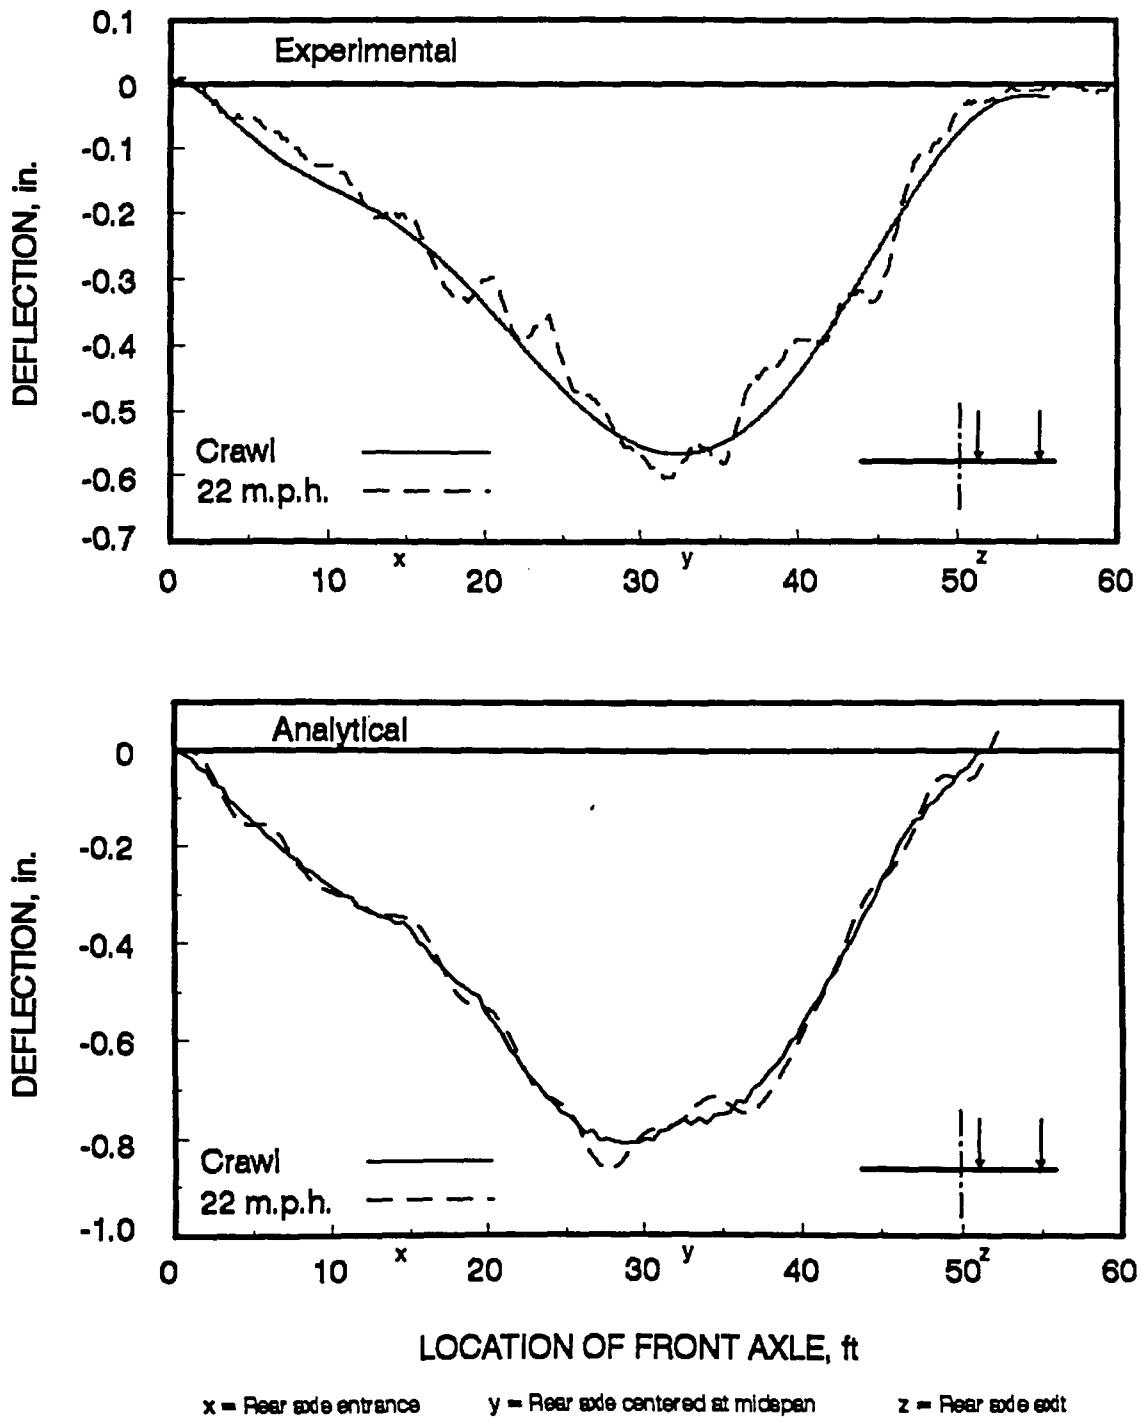 Experimental
0.1
0
-0.1
-0.2
-0.3
-0.4
-0.5
-0.6
-0.7
DEFLECTION, in.
Crawl
22 m.p.h.
x y z
0 10 20 30 40 50 60
Analytical
0
-0.2
-0.4
-0.6
-0.8
-1.0
DEFLECTION, in.
Crawl
22 m.p.h.
x y z
0 10 20 30 40 50 60
LOCATION OF FRONT AXLE, ft
x = Rear axle entrance y = Rear axle centered at midspan z = Rear axle exit